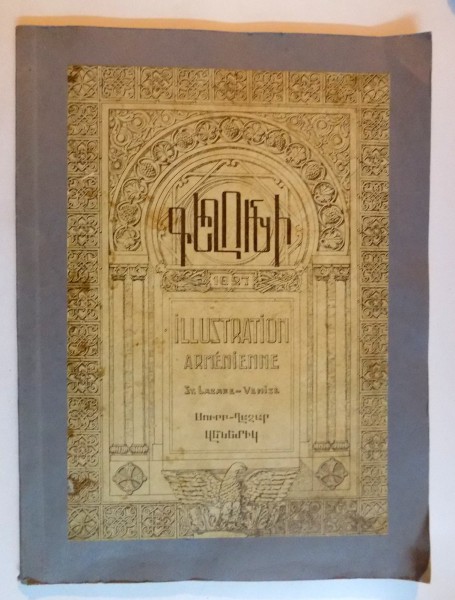 ԳԵՂՈՒՆԻ
1927
ILLUSTRATION
ARMÉNIENNE
ST. LAZARE - VENISE
Սուրբ-Ղազար
ՎԵՆԵՏԻԿ